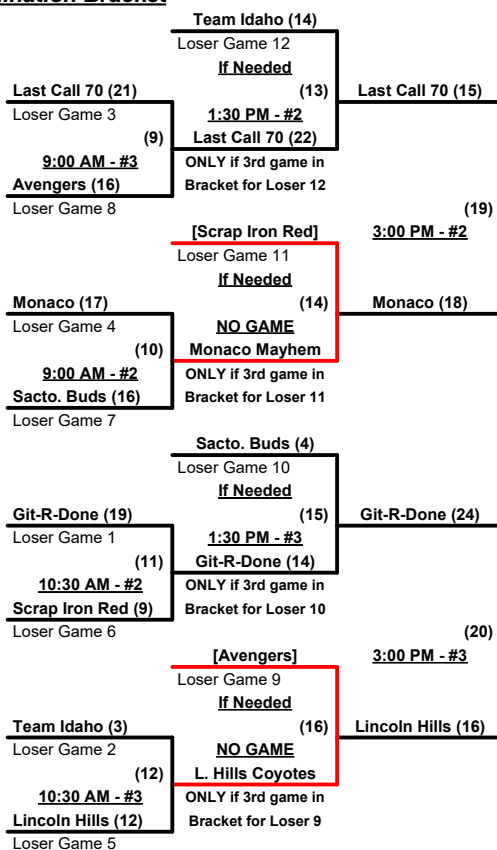 ination Bracket
Team Idaho (14)
Loser Game 12
If Needed
Last Call 70 (21)
(13)
Last Call 70 (15)
Loser Game 3
1:30 PM - #2
(9)
Last Call 70 (22)
9:00 AM - #3
ONLY if 3rd game in
Avengers (16)
Bracket for Loser 12
Loser Game 8
(19)
[Scrap Iron Red]
3:00 PM - #2
Loser Game 11
If Needed
Monaco (17)
(14)
Monaco (18)
Loser Game 4
NO GAME
(10)
Monaco Mayhem
9:00 AM - #2
ONLY if 3rd game in
Sacto. Buds (16)
Bracket for Loser 11
Loser Game 7
Sacto. Buds (4)
Loser Game 10
If Needed
Git-R-Done (19)
(15)
Git-R-Done (24)
Loser Game 1
1:30 PM - #3
(11)
Git-R-Done (14)
10:30 AM - #2
ONLY if 3rd game in
Scrap Iron Red (9)
Bracket for Loser 10
Loser Game 6
(20)
[Avengers]
3:00 PM - #3
Loser Game 9
If Needed
Team Idaho (3)
(16)
Lincoln Hills (16)
Loser Game 2
NO GAME
(12)
L. Hills Coyotes
10:30 AM - #3
ONLY if 3rd game in
Lincoln Hills (12)
Bracket for Loser 9
Loser Game 5